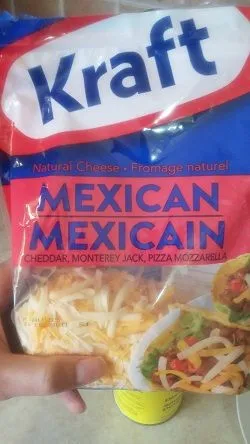 Kraft
Natural Cheese • Fromage naturel
MEXICAN
MEXICAIN
CHEDDAR, MONTEREY JACK, PIZZA MOZZARELLA